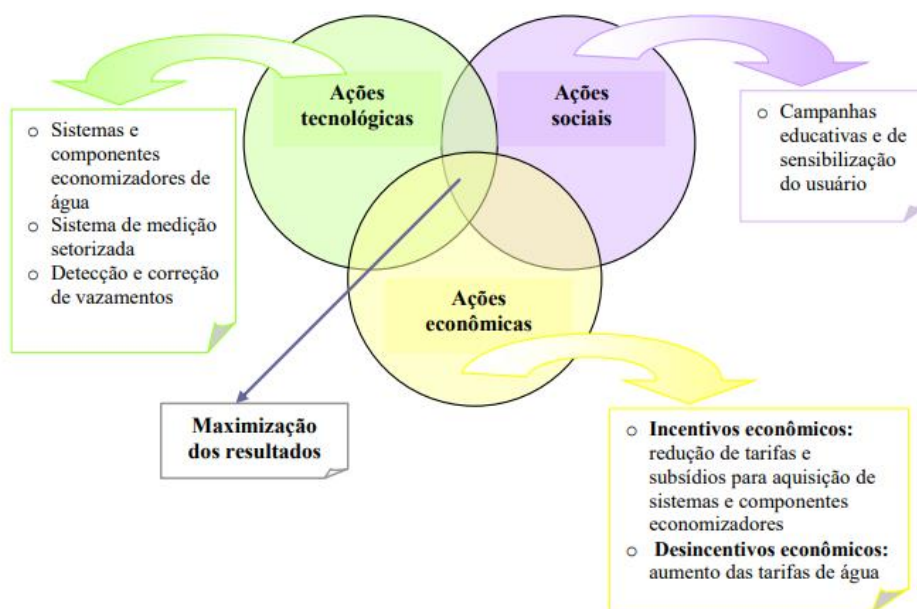 Ações
tecnológicas
Ações
sociais
o Sistemas e
componentes
economizadores de
água
o Sistema de medição
setorizada
o Detecção e correção
de vazamentos
o Campanhas
educativas e de
sensibilização
do usuário
Ações
econômicas
Maximização
dos resultados
o Incentivos econômicos:
redução de tarifas e
subsídios para aquisição de
sistemas e componentes
economizadores
o Desincentivos econômicos:
aumento das tarifas de água